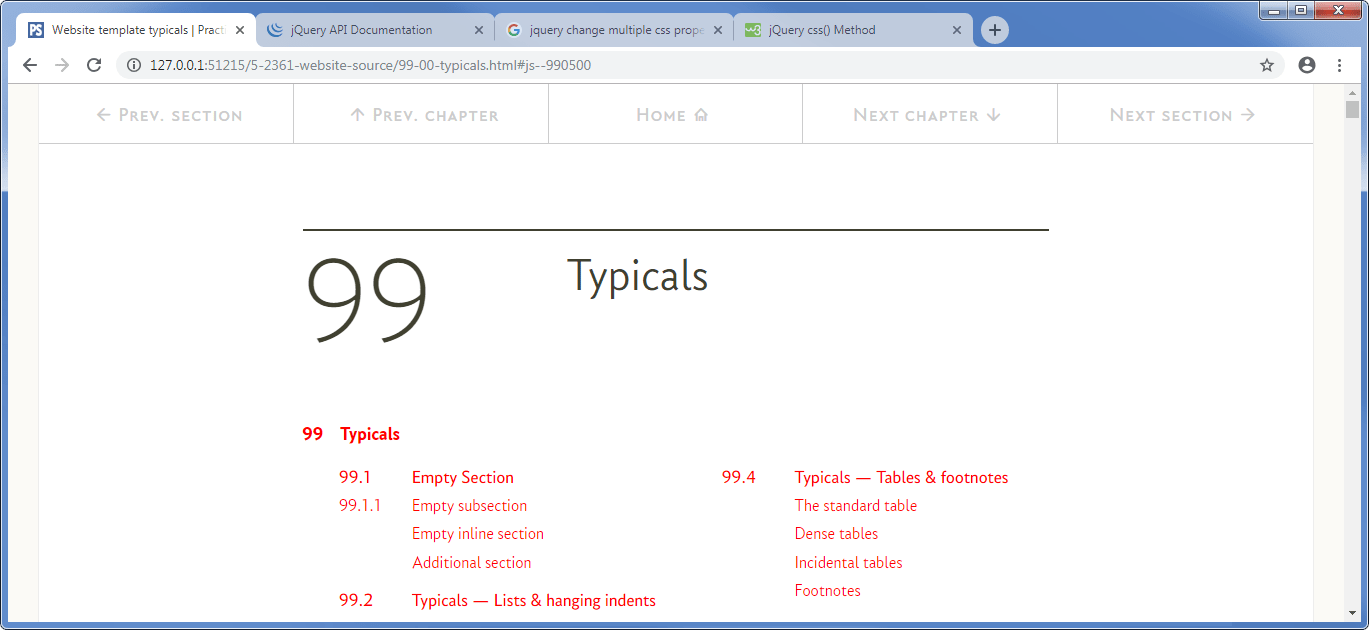 PS Website template typicals | Pract
jQuery API Documentation
jquery change multiple css prope
jQuery css() Method
127.0.0.1:51215/5-2361-website-source/99-00-typicals.html#js--990500
← Prev. section
↑ Prev. chapter
Home
Next chapter ↓
Next section →
99
Typicals
99 Typicals
99.1 Empty Section
99.1.1 Empty subsection
Empty inline section
Additional section
99.2 Typicals — Lists & hanging indents
99.4 Typicals — Tables & footnotes
The standard table
Dense tables
Incidental tables
Footnotes